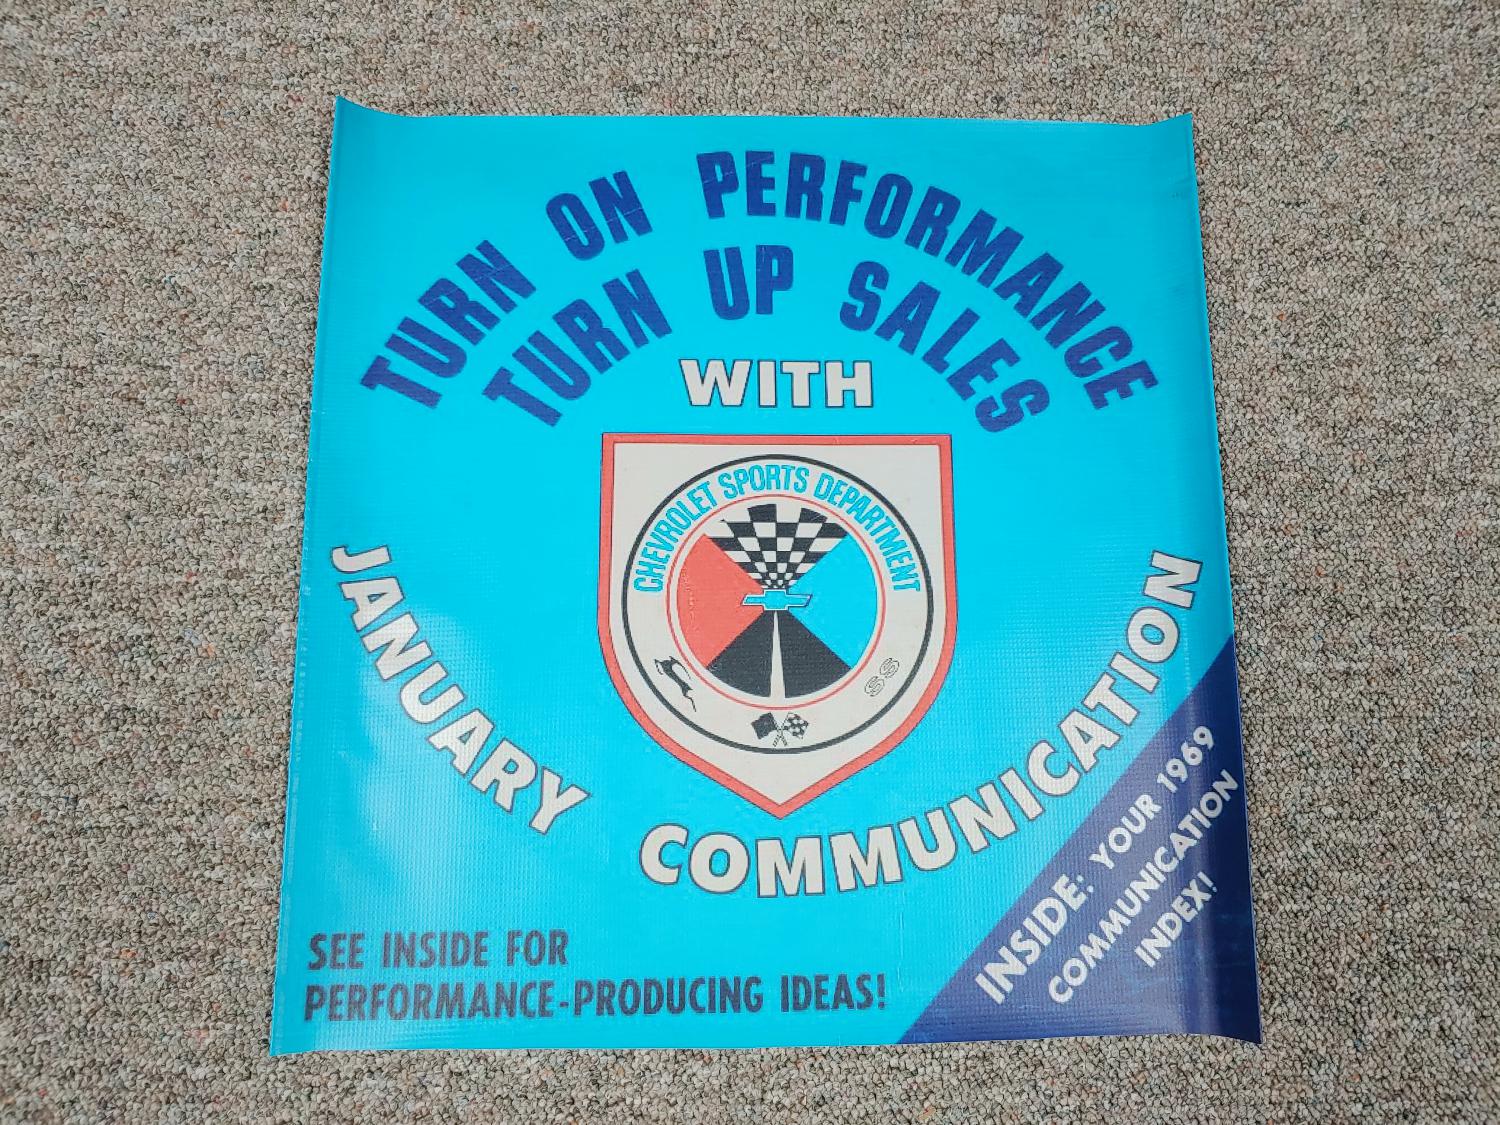 TURN ON PERFORMANCE
TURN UP SALES
WITH
CHEVROLET SPORTS DEPARTMENT
SS
JANUARY COMMUNICATION
SEE INSIDE FOR
PERFORMANCE-PRODUCING IDEAS!
INSIDE: YOUR 1969
COMMUNICATION
INDEX!